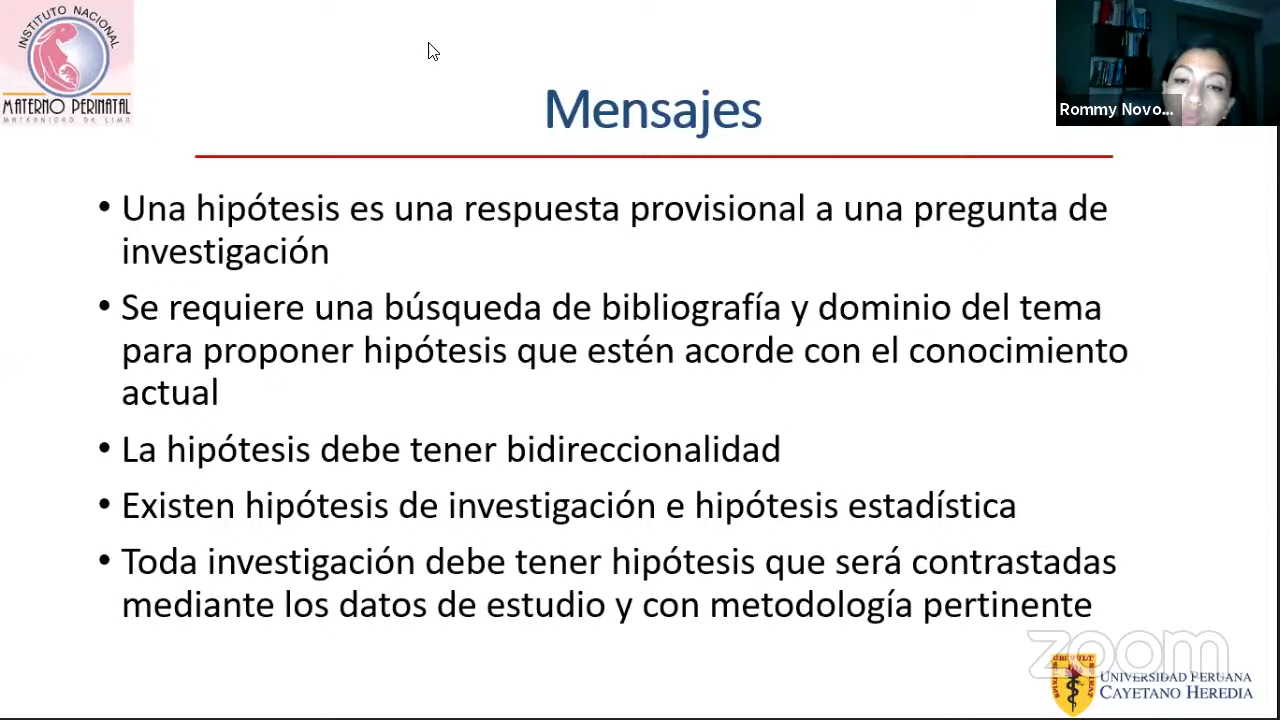 INSTITUTO NACIONAL
MATERNO PERINATAL
MATERNIDAD DE LIMA
Rommy Novo...
Mensajes
• Una hipótesis es una respuesta provisional a una pregunta de
investigación
• Se requiere una búsqueda de bibliografía y dominio del tema
para proponer hipótesis que estén acorde con el conocimiento
actual
• La hipótesis debe tener bidireccionalidad
• Existen hipótesis de investigación e hipótesis estadística
• Toda investigación debe tener hipótesis que será contrastadas
mediante los datos de estudio y con metodología pertinente
zoom
UNIVERSIDAD PERUANA
CAYETANO HEREDIA